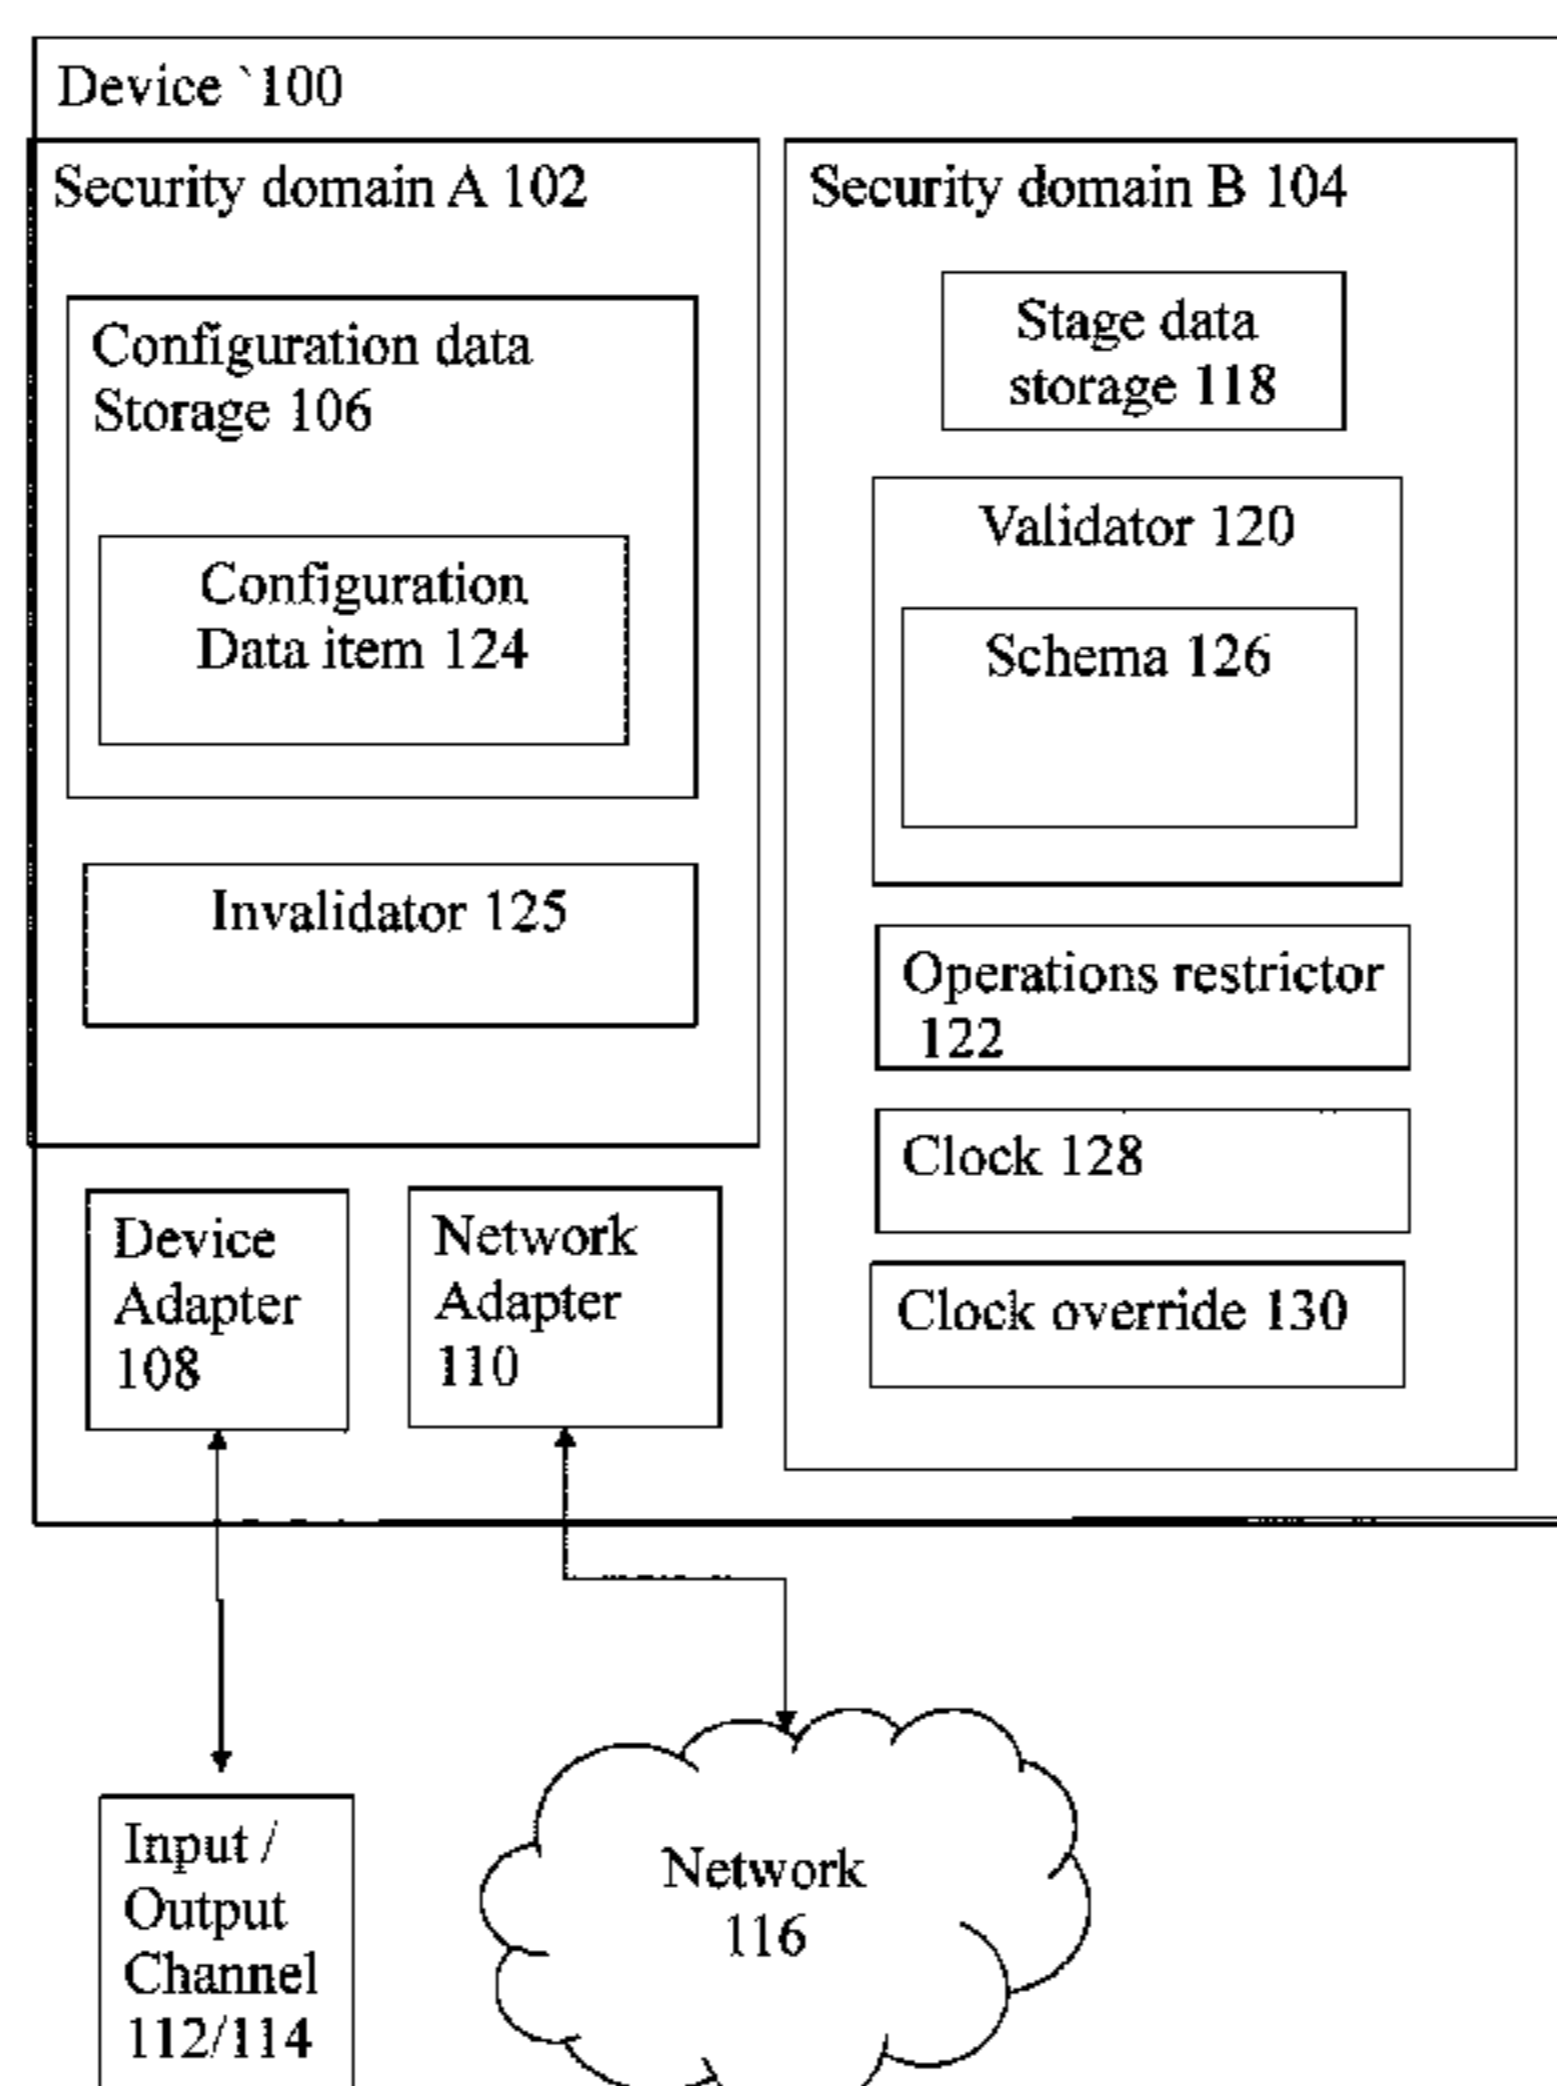 Device `100
Security domain A 102
Configuration data
Storage 106
Configuration
Data item 124
Invalidator 125
Security domain B 104
Stage data
storage 118
Validator 120
Schema 126
Operations restrictor
122
Clock 128
Clock override 130
Device
Adapter
108
Network
Adapter
110
Input /
Output
Channel
112/114
Network
116